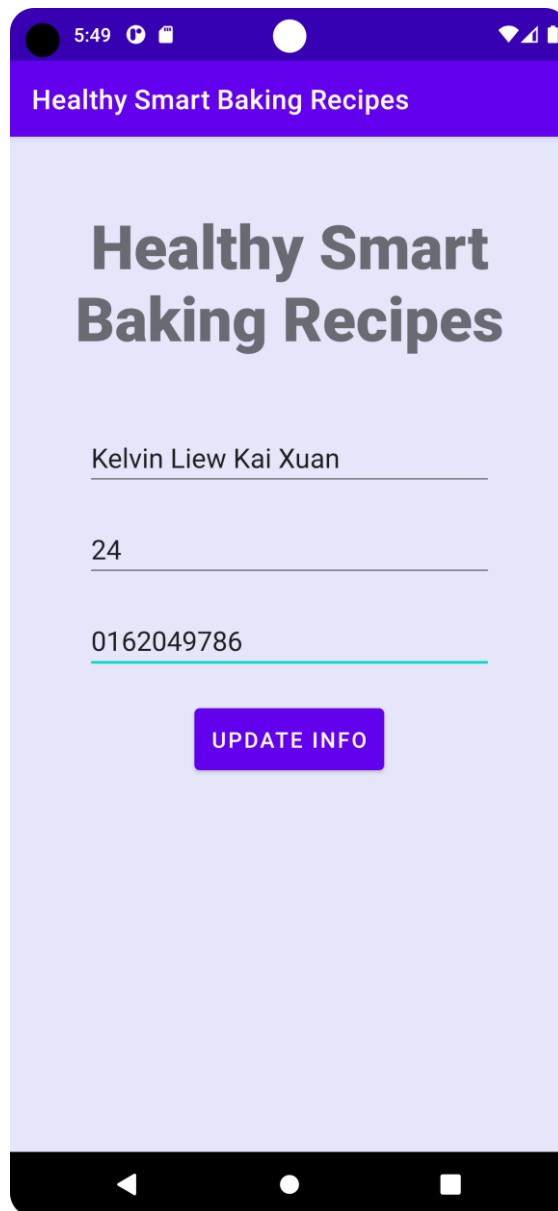 5:49
Healthy Smart Baking Recipes
Healthy Smart
Baking Recipes
Kelvin Liew Kai Xuan
24
0162049786
UPDATE INFO